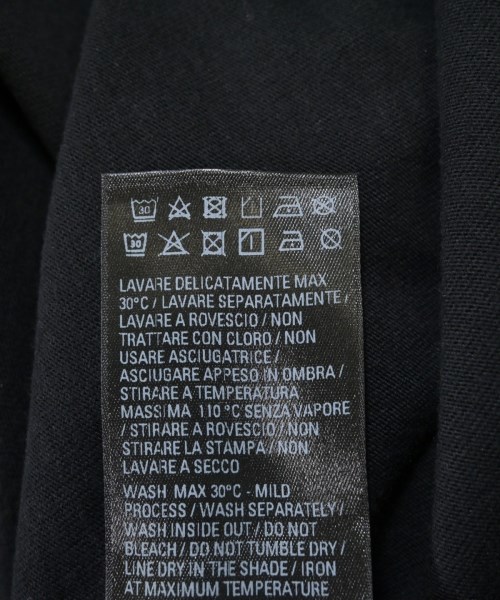 30
30
LAVARE DELICATAMENTE MAX
30°C / LAVARE SEPARATAMENTE /
LAVARE A ROVESCIO / NON
TRATTARE CON CLORO / NON
USARE ASCIUGATRICE /
ASCIUGARE APPESO IN OMBRA /
STIRARE A TEMPERATURA
MASSIMA 110 °C SENZA VAPORE
/ STIRARE A ROVESCIO / NON
STIRARE LA STAMPA / NON
LAVARE A SECCO
WASH MAX 30°C - MILD
PROCESS / WASH SEPARATELY /
WASH INSIDE OUT / DO NOT
BLEACH / DO NOT TUMBLE DRY /
LINE DRY IN THE SHADE / IRON
AT MAXIMUM TEMPERATURE